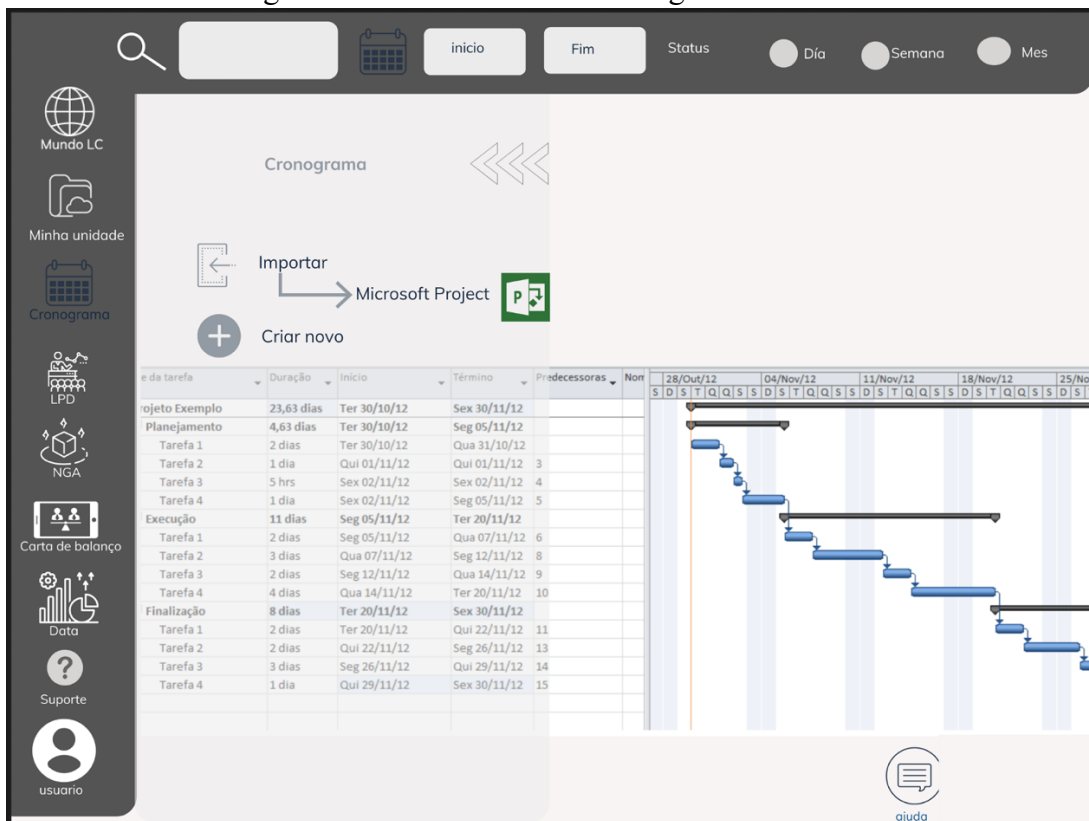 inicio Fim Status Día Semana Mes
Mundo LC
Minha unidade
Cronograma
LPD
NGA
Carta de balanço
Data
Suporte
usuario
Cronograma
Importar
Microsoft Project
P
Criar novo
e da tarefa Duração Início Término Predecessoras Nom
rojeto Exemplo 23,63 dias Ter 30/10/12 Sex 30/11/12
Planejamento 4,63 dias Ter 30/10/12 Seg 05/11/12
Tarefa 1 2 dias Ter 30/10/12 Qua 31/10/12
Tarefa 2 1 dia Qui 01/11/12 Qui 01/11/12 3
Tarefa 3 5 hrs Sex 02/11/12 Sex 02/11/12 4
Tarefa 4 1 dia Sex 02/11/12 Seg 05/11/12 5
Execução 11 dias Seg 05/11/12 Ter 20/11/12
Tarefa 1 2 dias Seg 05/11/12 Qua 07/11/12 6
Tarefa 2 3 dias Qua 07/11/12 Seg 12/11/12 8
Tarefa 3 2 dias Seg 12/11/12 Qua 14/11/12 9
Tarefa 4 4 dias Qua 14/11/12 Ter 20/11/12 10
Finalização 8 dias Ter 20/11/12 Sex 30/11/12
Tarefa 1 2 dias Ter 20/11/12 Qui 22/11/12 11
Tarefa 2 2 dias Qui 22/11/12 Seg 26/11/12 13
Tarefa 3 3 dias Seg 26/11/12 Qui 29/11/12 14
Tarefa 4 1 dia Qui 29/11/12 Sex 30/11/12 15
28/Out/12 04/Nov/12 11/Nov/12 18/Nov/12 25/No
S D S T Q Q S S D S T Q Q S S D S T Q Q S S D S T Q Q S S D S
ajuda